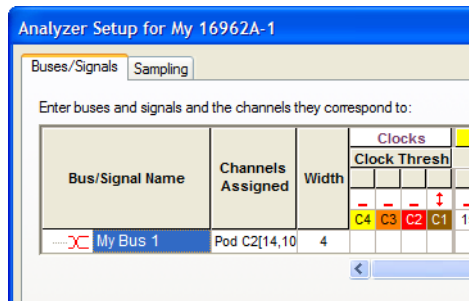 Analyzer Setup for My 16962A-1
Buses/Signals Sampling
Enter buses and signals and the channels they correspond to:
Clocks
Clock Thresh
Bus/Signal Name Channels Assigned Width
C4 C3 C2 C1 1
My Bus 1 Pod C2[14,10 4